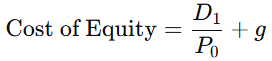 Cost of Equity = D₁/P₀ + g